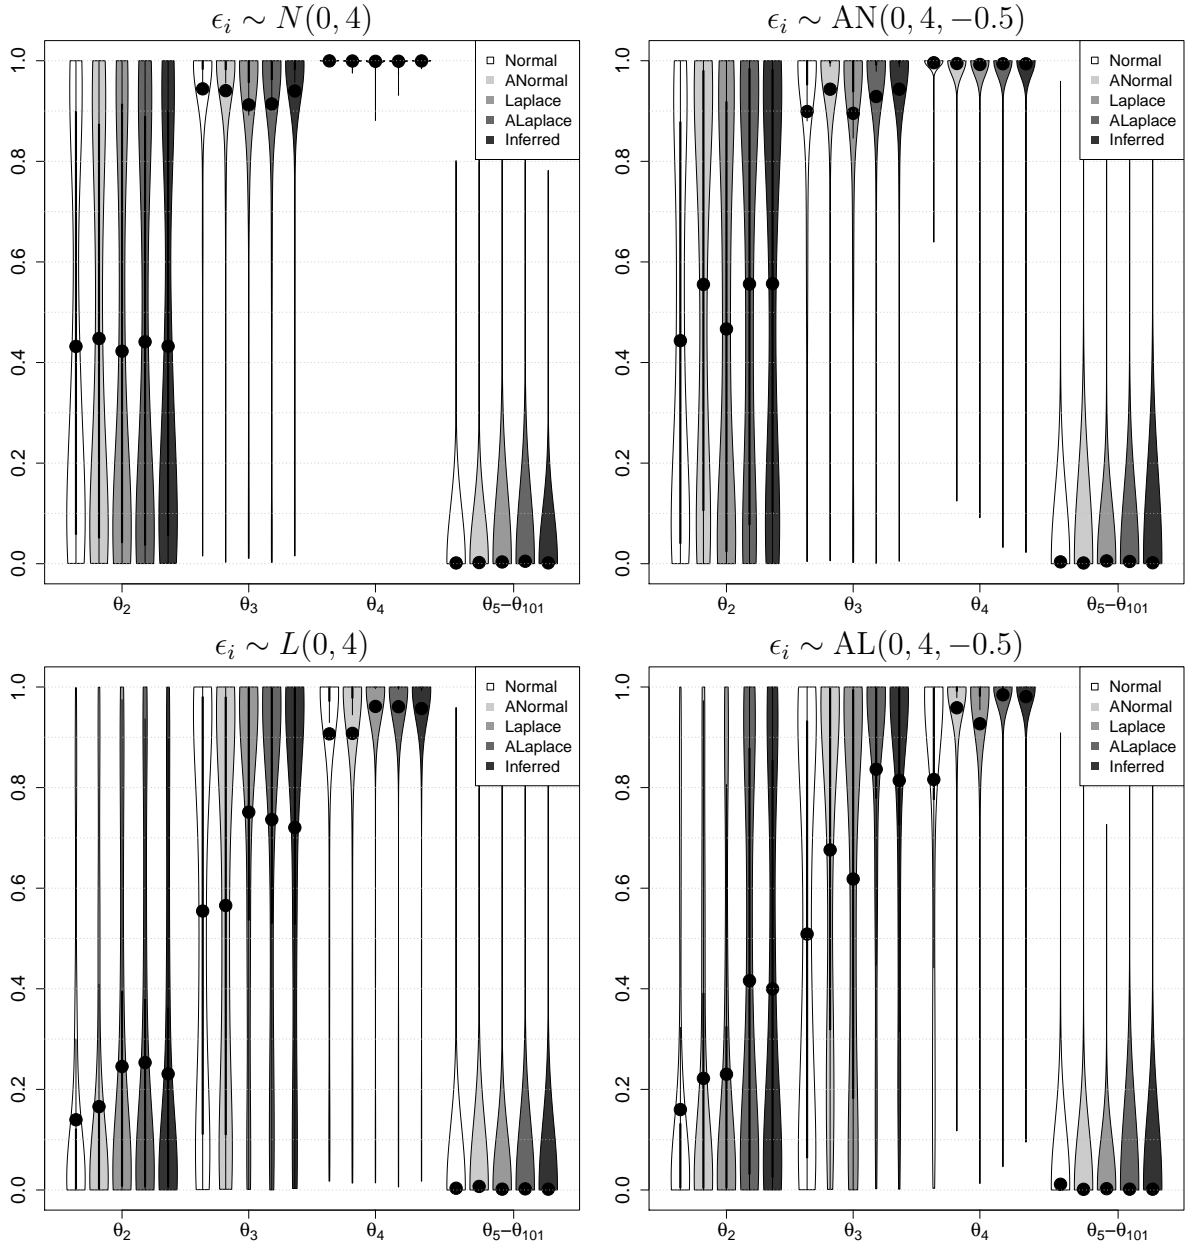 ϵᵢ ∼ N(0, 4)
1.0
0.8
0.6
0.4
0.2
0.0
Normal
ANormal
Laplace
ALaplace
Inferred
θ₂
θ₃
θ₄
θ₅−θ₁₀₁
ϵᵢ ∼ AN(0, 4, −0.5)
1.0
0.8
0.6
0.4
0.2
0.0
Normal
ANormal
Laplace
ALaplace
Inferred
θ₂
θ₃
θ₄
θ₅−θ₁₀₁
ϵᵢ ∼ L(0, 4)
1.0
0.8
0.6
0.4
0.2
0.0
Normal
ANormal
Laplace
ALaplace
Inferred
θ₂
θ₃
θ₄
θ₅−θ₁₀₁
ϵᵢ ∼ AL(0, 4, −0.5)
1.0
0.8
0.6
0.4
0.2
0.0
Normal
ANormal
Laplace
ALaplace
Inferred
θ₂
θ₃
θ₄
θ₅−θ₁₀₁